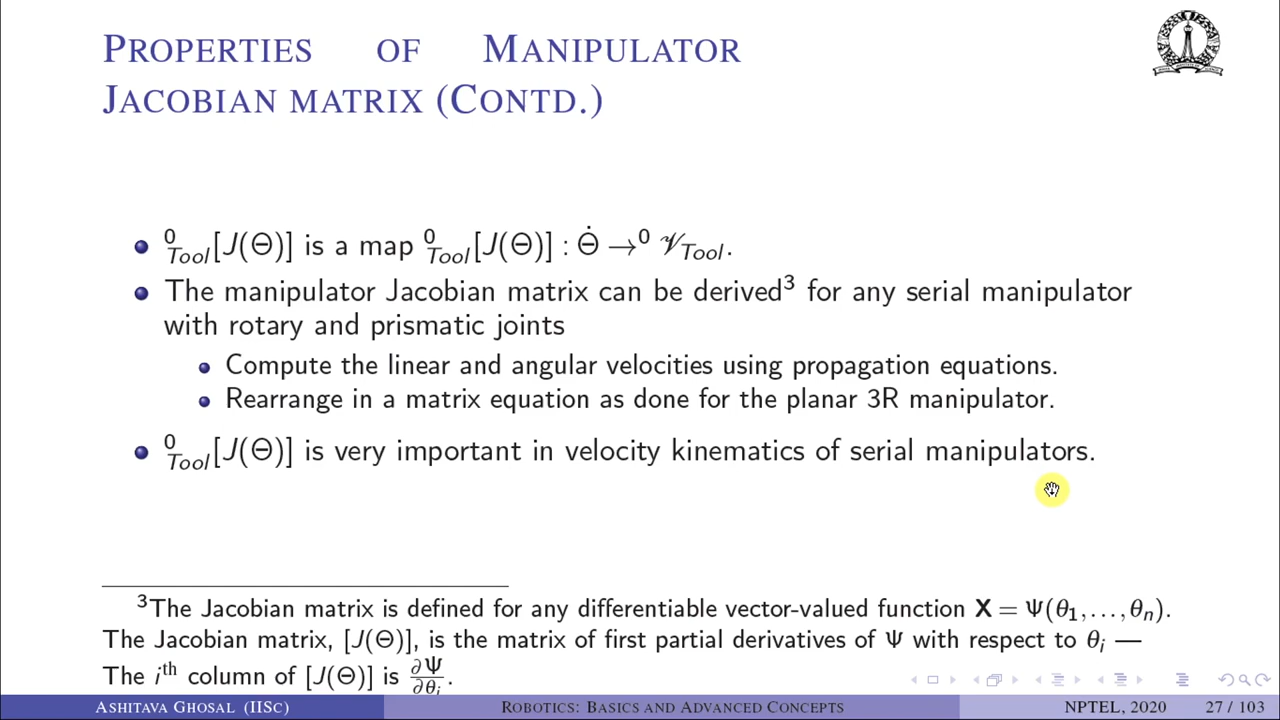 PROPERTIES OF MANIPULATOR
JACOBIAN MATRIX (CONTD.)
⁰_Tool[J(Θ)] is a map ⁰_Tool[J(Θ)] : Θ̇ →⁰ 𝒱_Tool.
The manipulator Jacobian matrix can be derived³ for any serial manipulator
with rotary and prismatic joints
Compute the linear and angular velocities using propagation equations.
Rearrange in a matrix equation as done for the planar 3R manipulator.
⁰_Tool[J(Θ)] is very important in velocity kinematics of serial manipulators.
³The Jacobian matrix is defined for any differentiable vector-valued function X = Ψ(θ₁,...,θₙ).
The Jacobian matrix, [J(Θ)], is the matrix of first partial derivatives of Ψ with respect to θᵢ —
The iᵗʰ column of [J(Θ)] is ∂Ψ/∂θᵢ.
ASHITAVA GHOSAL (IISC) ROBOTICS: BASICS AND ADVANCED CONCEPTS NPTEL, 2020 27 / 103